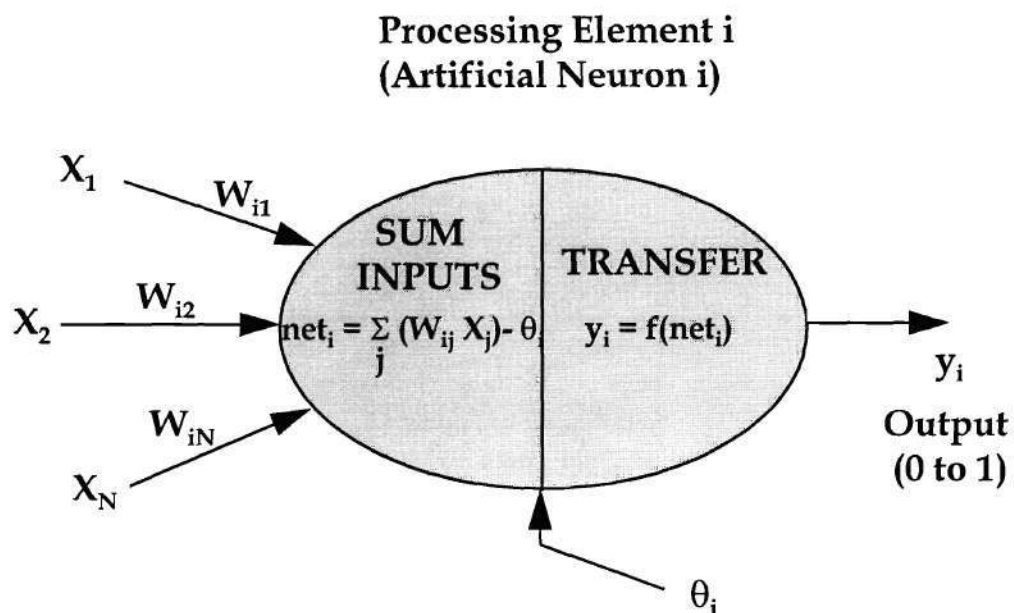 Processing Element i
(Artificial Neuron i)
X₁
Wᵢ₁
SUM
INPUTS
TRANSFER
X₂
Wᵢ₂
netᵢ = Σ (Wᵢⱼ Xⱼ)- θᵢ
j
yᵢ = f(netᵢ)
yᵢ
WᵢN
Output
(0 to 1)
X_N
θᵢ